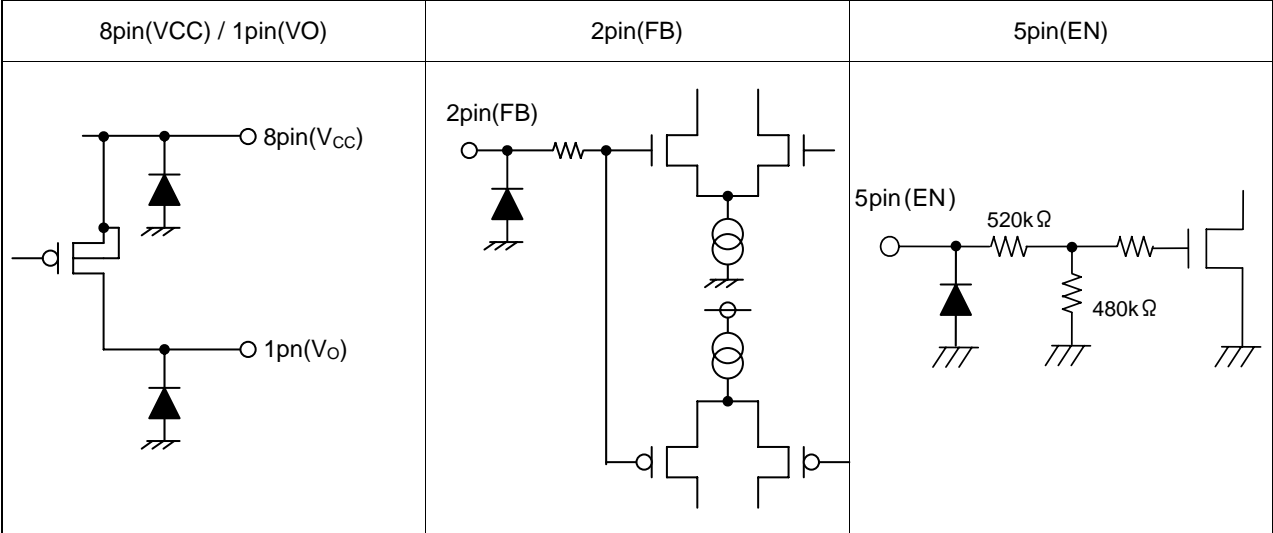 8pin(VCC) / 1pin(VO)
2pin(FB)
5pin(EN)
8pin(VCC)
1pn(VO)
2pin(FB)
5pin(EN)
520kΩ
480kΩ